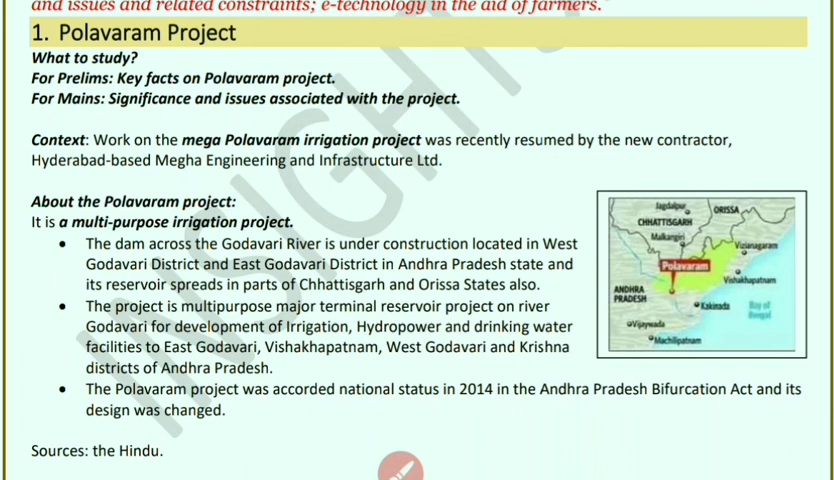 and issues and related constraints; e-technology in the aid of farmers.
1. Polavaram Project
What to study?
For Prelims: Key facts on Polavaram project.
For Mains: Significance and issues associated with the project.
Context: Work on the mega Polavaram irrigation project was recently resumed by the new contractor,
Hyderabad-based Megha Engineering and Infrastructure Ltd.
About the Polavaram project:
It is a multi-purpose irrigation project.
• The dam across the Godavari River is under construction located in West
Godavari District and East Godavari District in Andhra Pradesh state and
its reservoir spreads in parts of Chhattisgarh and Orissa States also.
• The project is multipurpose major terminal reservoir project on river
Godavari for development of Irrigation, Hydropower and drinking water
facilities to East Godavari, Vishakhapatnam, West Godavari and Krishna
districts of Andhra Pradesh.
• The Polavaram project was accorded national status in 2014 in the Andhra Pradesh Bifurcation Act and its
design was changed.
Sources: the Hindu.
Jagdalpur
ORISSA
CHHATTISGARH
Malkangiri
Vizianagaram
Polavaram
Vishakhapatnam
ANDHRA
PRADESH
Kakinada
Bay of
Bengal
Vijaywada
Machilipatnam
INSIGHTS